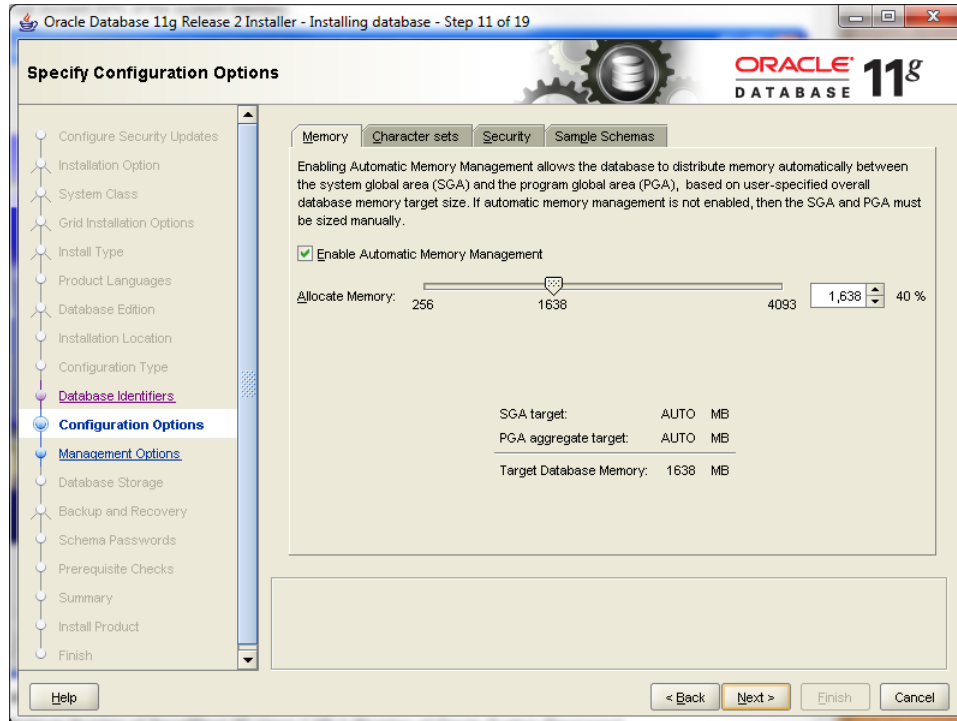 Oracle Database 11g Release 2 Installer - Installing database - Step 11 of 19
Specify Configuration Options
ORACLE
DATABASE
11g
Configure Security Updates
Installation Option
System Class
Grid Installation Options
Install Type
Product Languages
Database Edition
Installation Location
Configuration Type
Database Identifiers
Configuration Options
Management Options
Database Storage
Backup and Recovery
Schema Passwords
Prerequisite Checks
Summary
Install Product
Finish
Memory Character sets Security Sample Schemas
Enabling Automatic Memory Management allows the database to distribute memory automatically between
the system global area (SGA) and the program global area (PGA), based on user-specified overall
database memory target size. If automatic memory management is not enabled, then the SGA and PGA must
be sized manually.
Enable Automatic Memory Management
Allocate Memory: 256 1638 4093 1,638 40 %
SGA target: AUTO MB
PGA aggregate target: AUTO MB
Target Database Memory: 1638 MB
Help < Back Next > Finish Cancel